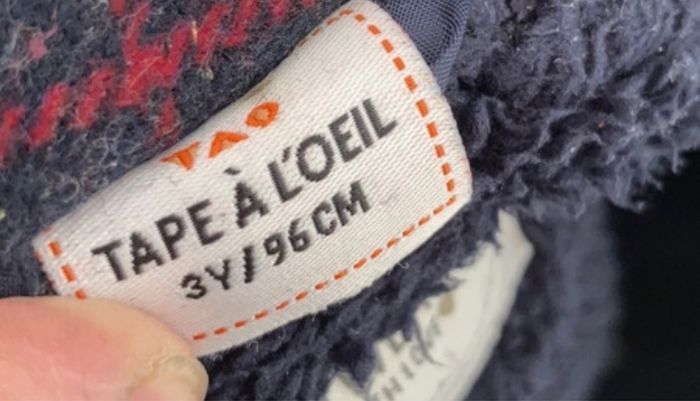 TAO
TAPE À L'OEIL
3Y/96CM